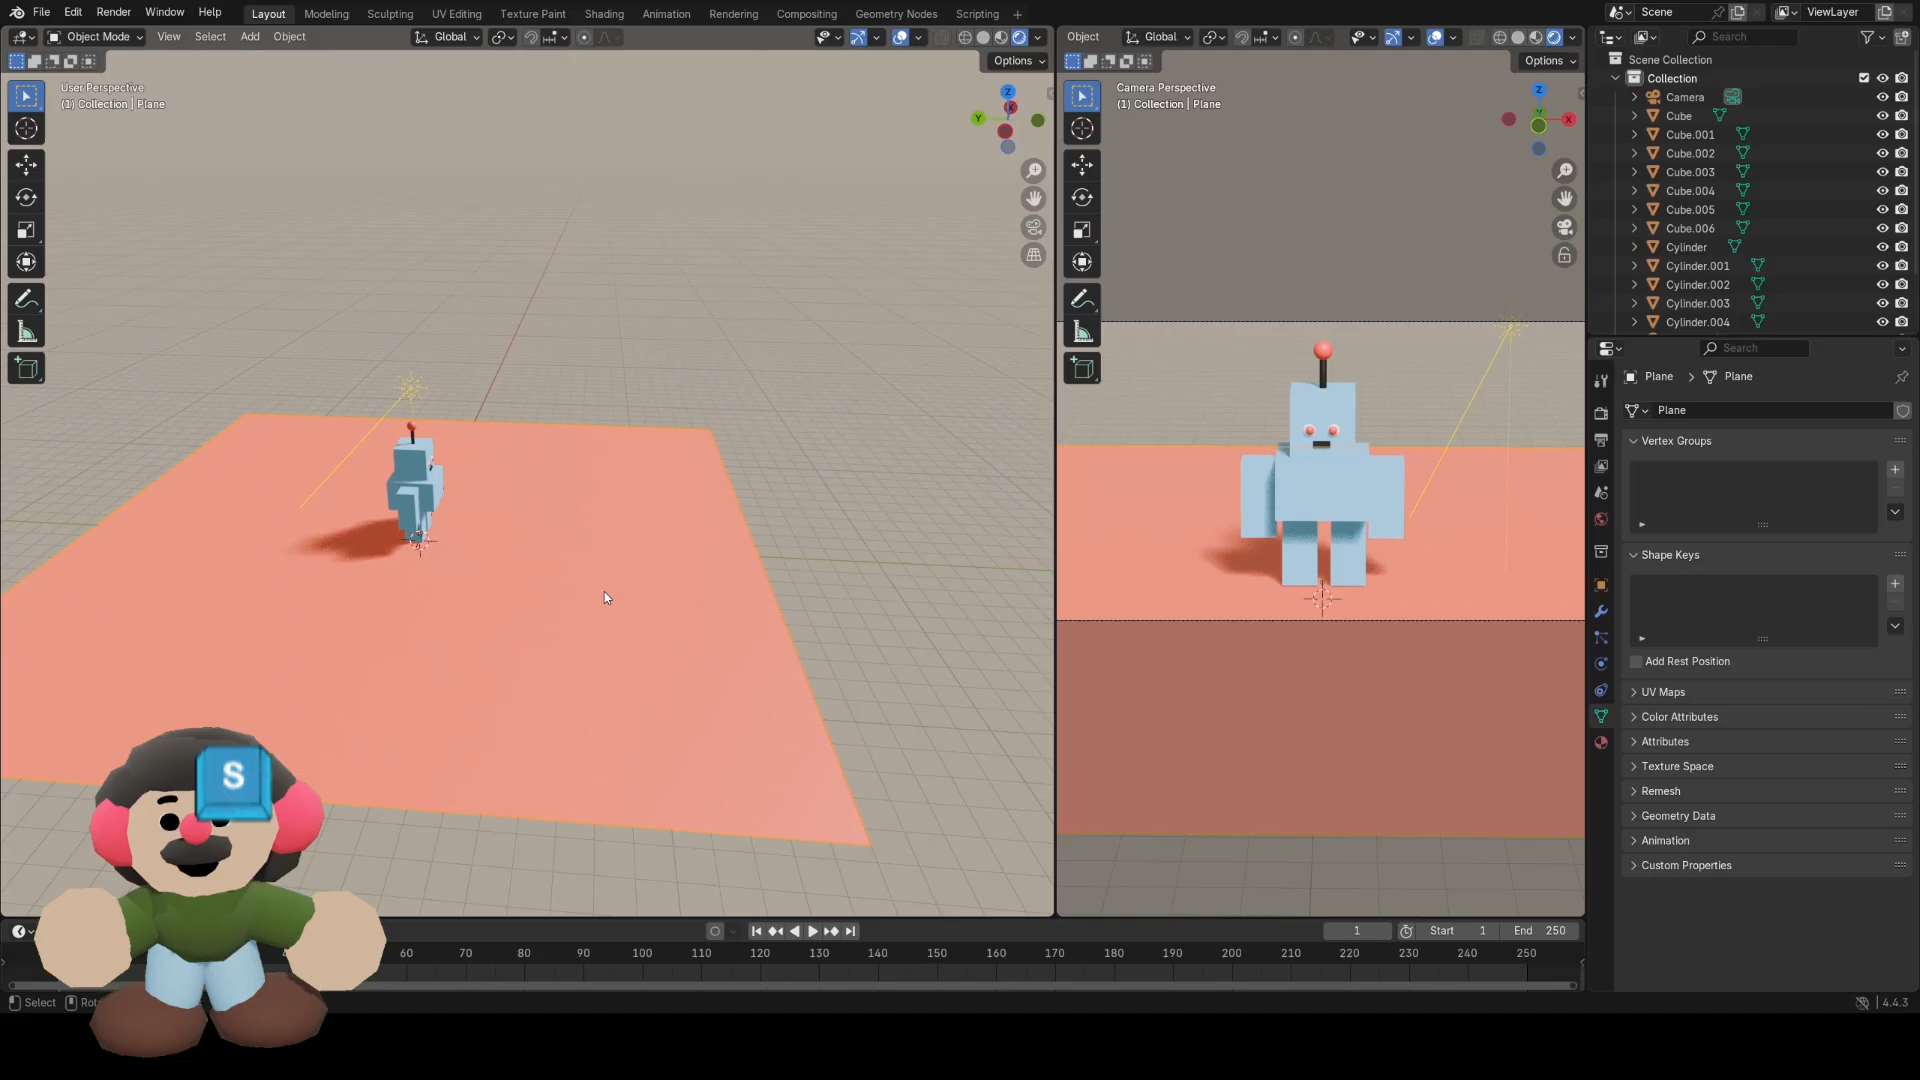 File Edit Render Window Help
Layout Modeling Sculpting UV Editing Texture Paint Shading Animation Rendering Compositing Geometry Nodes Scripting +
Scene
ViewLayer
Object Mode View Select Add Object
Global
Options
User Perspective
(1) Collection | Plane
Z
X
Y
Object
Global
Options
Camera Perspective
(1) Collection | Plane
Z
Y
X
Search
Scene Collection
Collection
Camera
Cube
Cube.001
Cube.002
Cube.003
Cube.004
Cube.005
Cube.006
Cylinder
Cylinder.001
Cylinder.002
Cylinder.003
Cylinder.004
Search
Plane > Plane
Plane
Vertex Groups
Shape Keys
Add Rest Position
UV Maps
Color Attributes
Attributes
Texture Space
Remesh
Geometry Data
Animation
Custom Properties
S
1 Start 1 End 250
60 70 80 90 100 110 120 130 140 150 160 170 180 190 200 210 220 230 240 250
Select
4.4.3